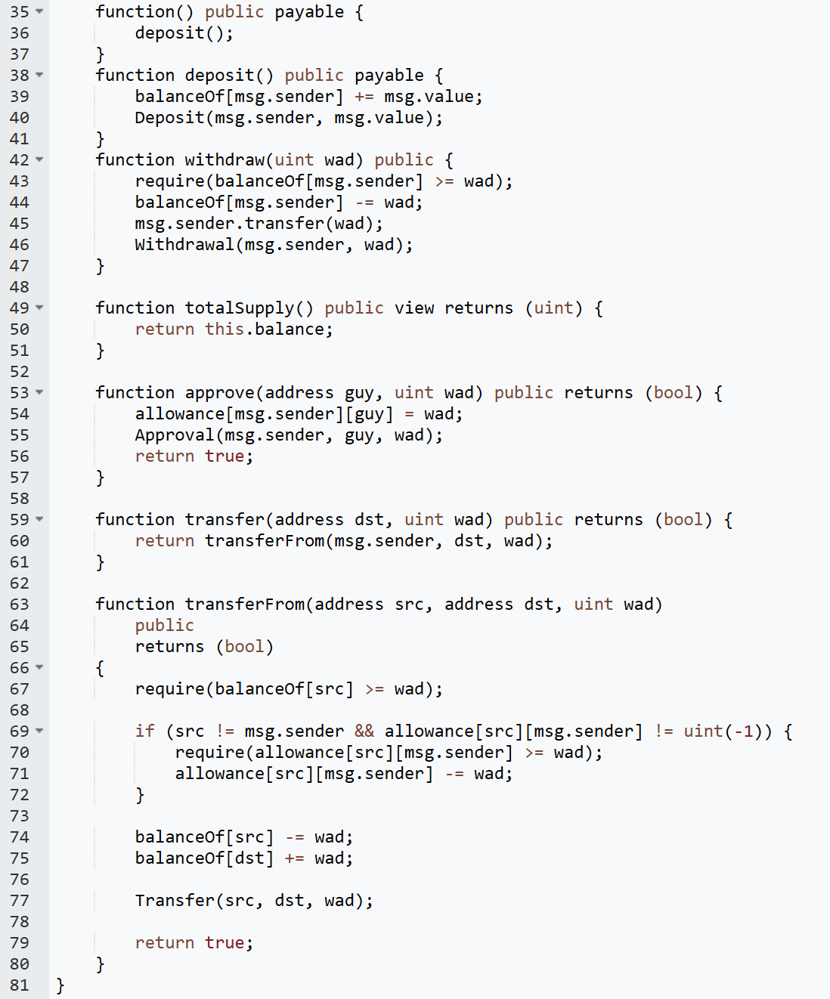 35 function() public payable {
36 deposit();
37 }
38 function deposit() public payable {
39 balanceOf[msg.sender] += msg.value;
40 Deposit(msg.sender, msg.value);
41 }
42 function withdraw(uint wad) public {
43 require(balanceOf[msg.sender] >= wad);
44 balanceOf[msg.sender] -= wad;
45 msg.sender.transfer(wad);
46 Withdrawal(msg.sender, wad);
47 }
48
49 function totalSupply() public view returns (uint) {
50 return this.balance;
51 }
52
53 function approve(address guy, uint wad) public returns (bool) {
54 allowance[msg.sender][guy] = wad;
55 Approval(msg.sender, guy, wad);
56 return true;
57 }
58
59 function transfer(address dst, uint wad) public returns (bool) {
60 return transferFrom(msg.sender, dst, wad);
61 }
62
63 function transferFrom(address src, address dst, uint wad)
64 public
65 returns (bool)
66 {
67 require(balanceOf[src] >= wad);
68
69 if (src != msg.sender && allowance[src][msg.sender] != uint(-1)) {
70 require(allowance[src][msg.sender] >= wad);
71 allowance[src][msg.sender] -= wad;
72 }
73
74 balanceOf[src] -= wad;
75 balanceOf[dst] += wad;
76
77 Transfer(src, dst, wad);
78
79 return true;
80 }
81 }